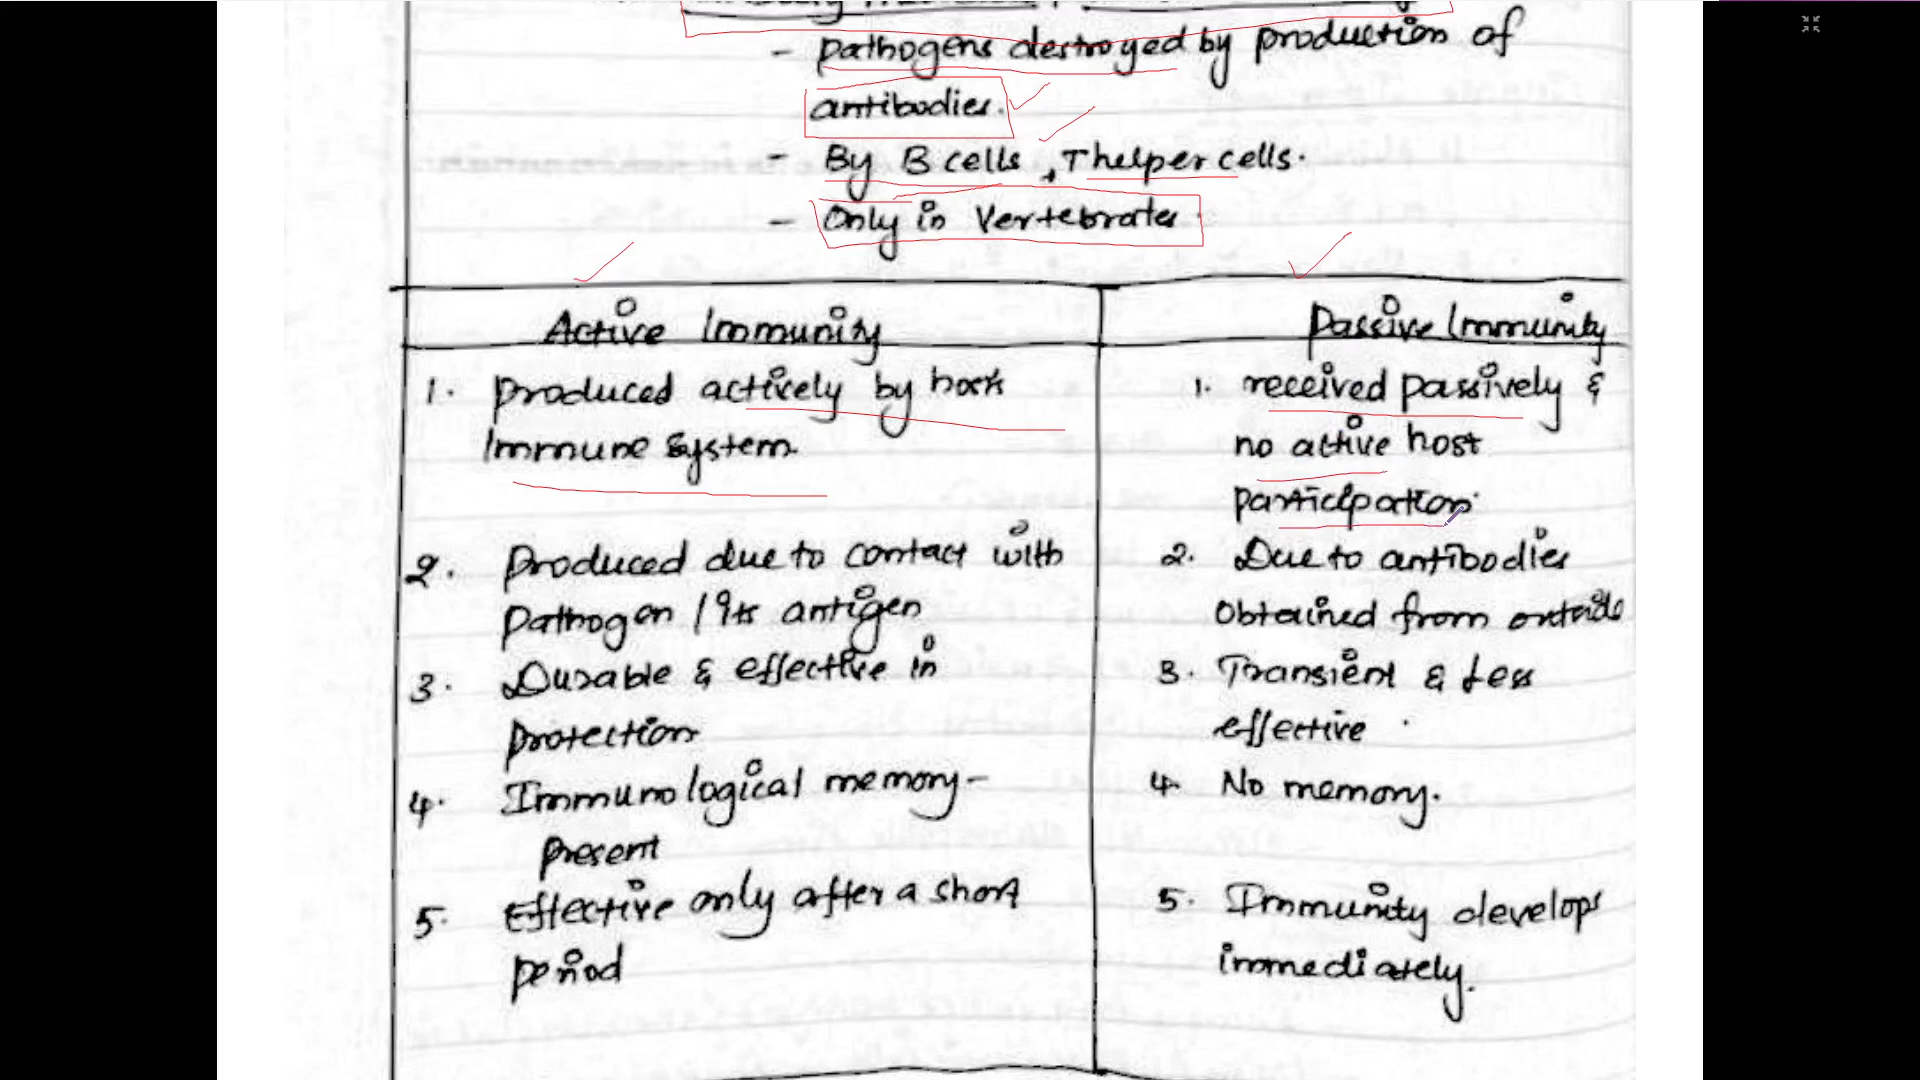 - pathogens destroyed by production of
antibodies.
- By B cells, T helper cells.
- Only in Vertebrates.
Active Immunity
1. produced actively by host
Immune System.
2. Produced due to contact with
Pathogen / Its antigen
3. Durable & effective in
protection
4. Immunological memory-
present
5. Effective only after a short
period
Passive Immunity
1. received passively &
no active host
participation.
2. Due to antibodies
Obtained from outside
3. Transient & Less
effective.
4. No memory.
5. Immunity develops
immediately.